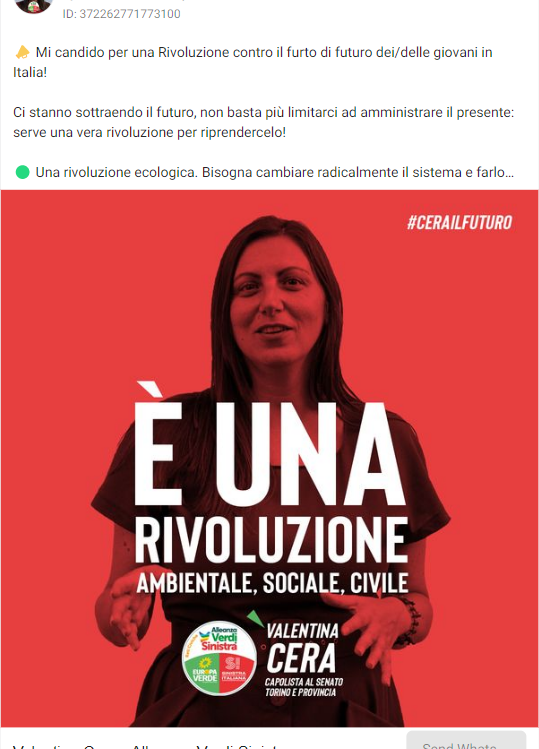 ID: 372262771773100
Mi candido per una Rivoluzione contro il furto di futuro dei/delle giovani in
Italia!
Ci stanno sottraendo il futuro, non basta più limitarci ad amministrare il presente:
serve una vera rivoluzione per riprendercelo!
Una rivoluzione ecologica. Bisogna cambiare radicalmente il sistema e farlo...
#CERAILFUTURO
È UNA
RIVOLUZIONE
AMBIENTALE, SOCIALE, CIVILE
Alleanza
Verdi
Sinistra
EUROPA
VERDE
SI
SINISTRA
ITALIANA
VALENTINA
CERA
CAPOLISTA AL SENATO
TORINO E PROVINCIA